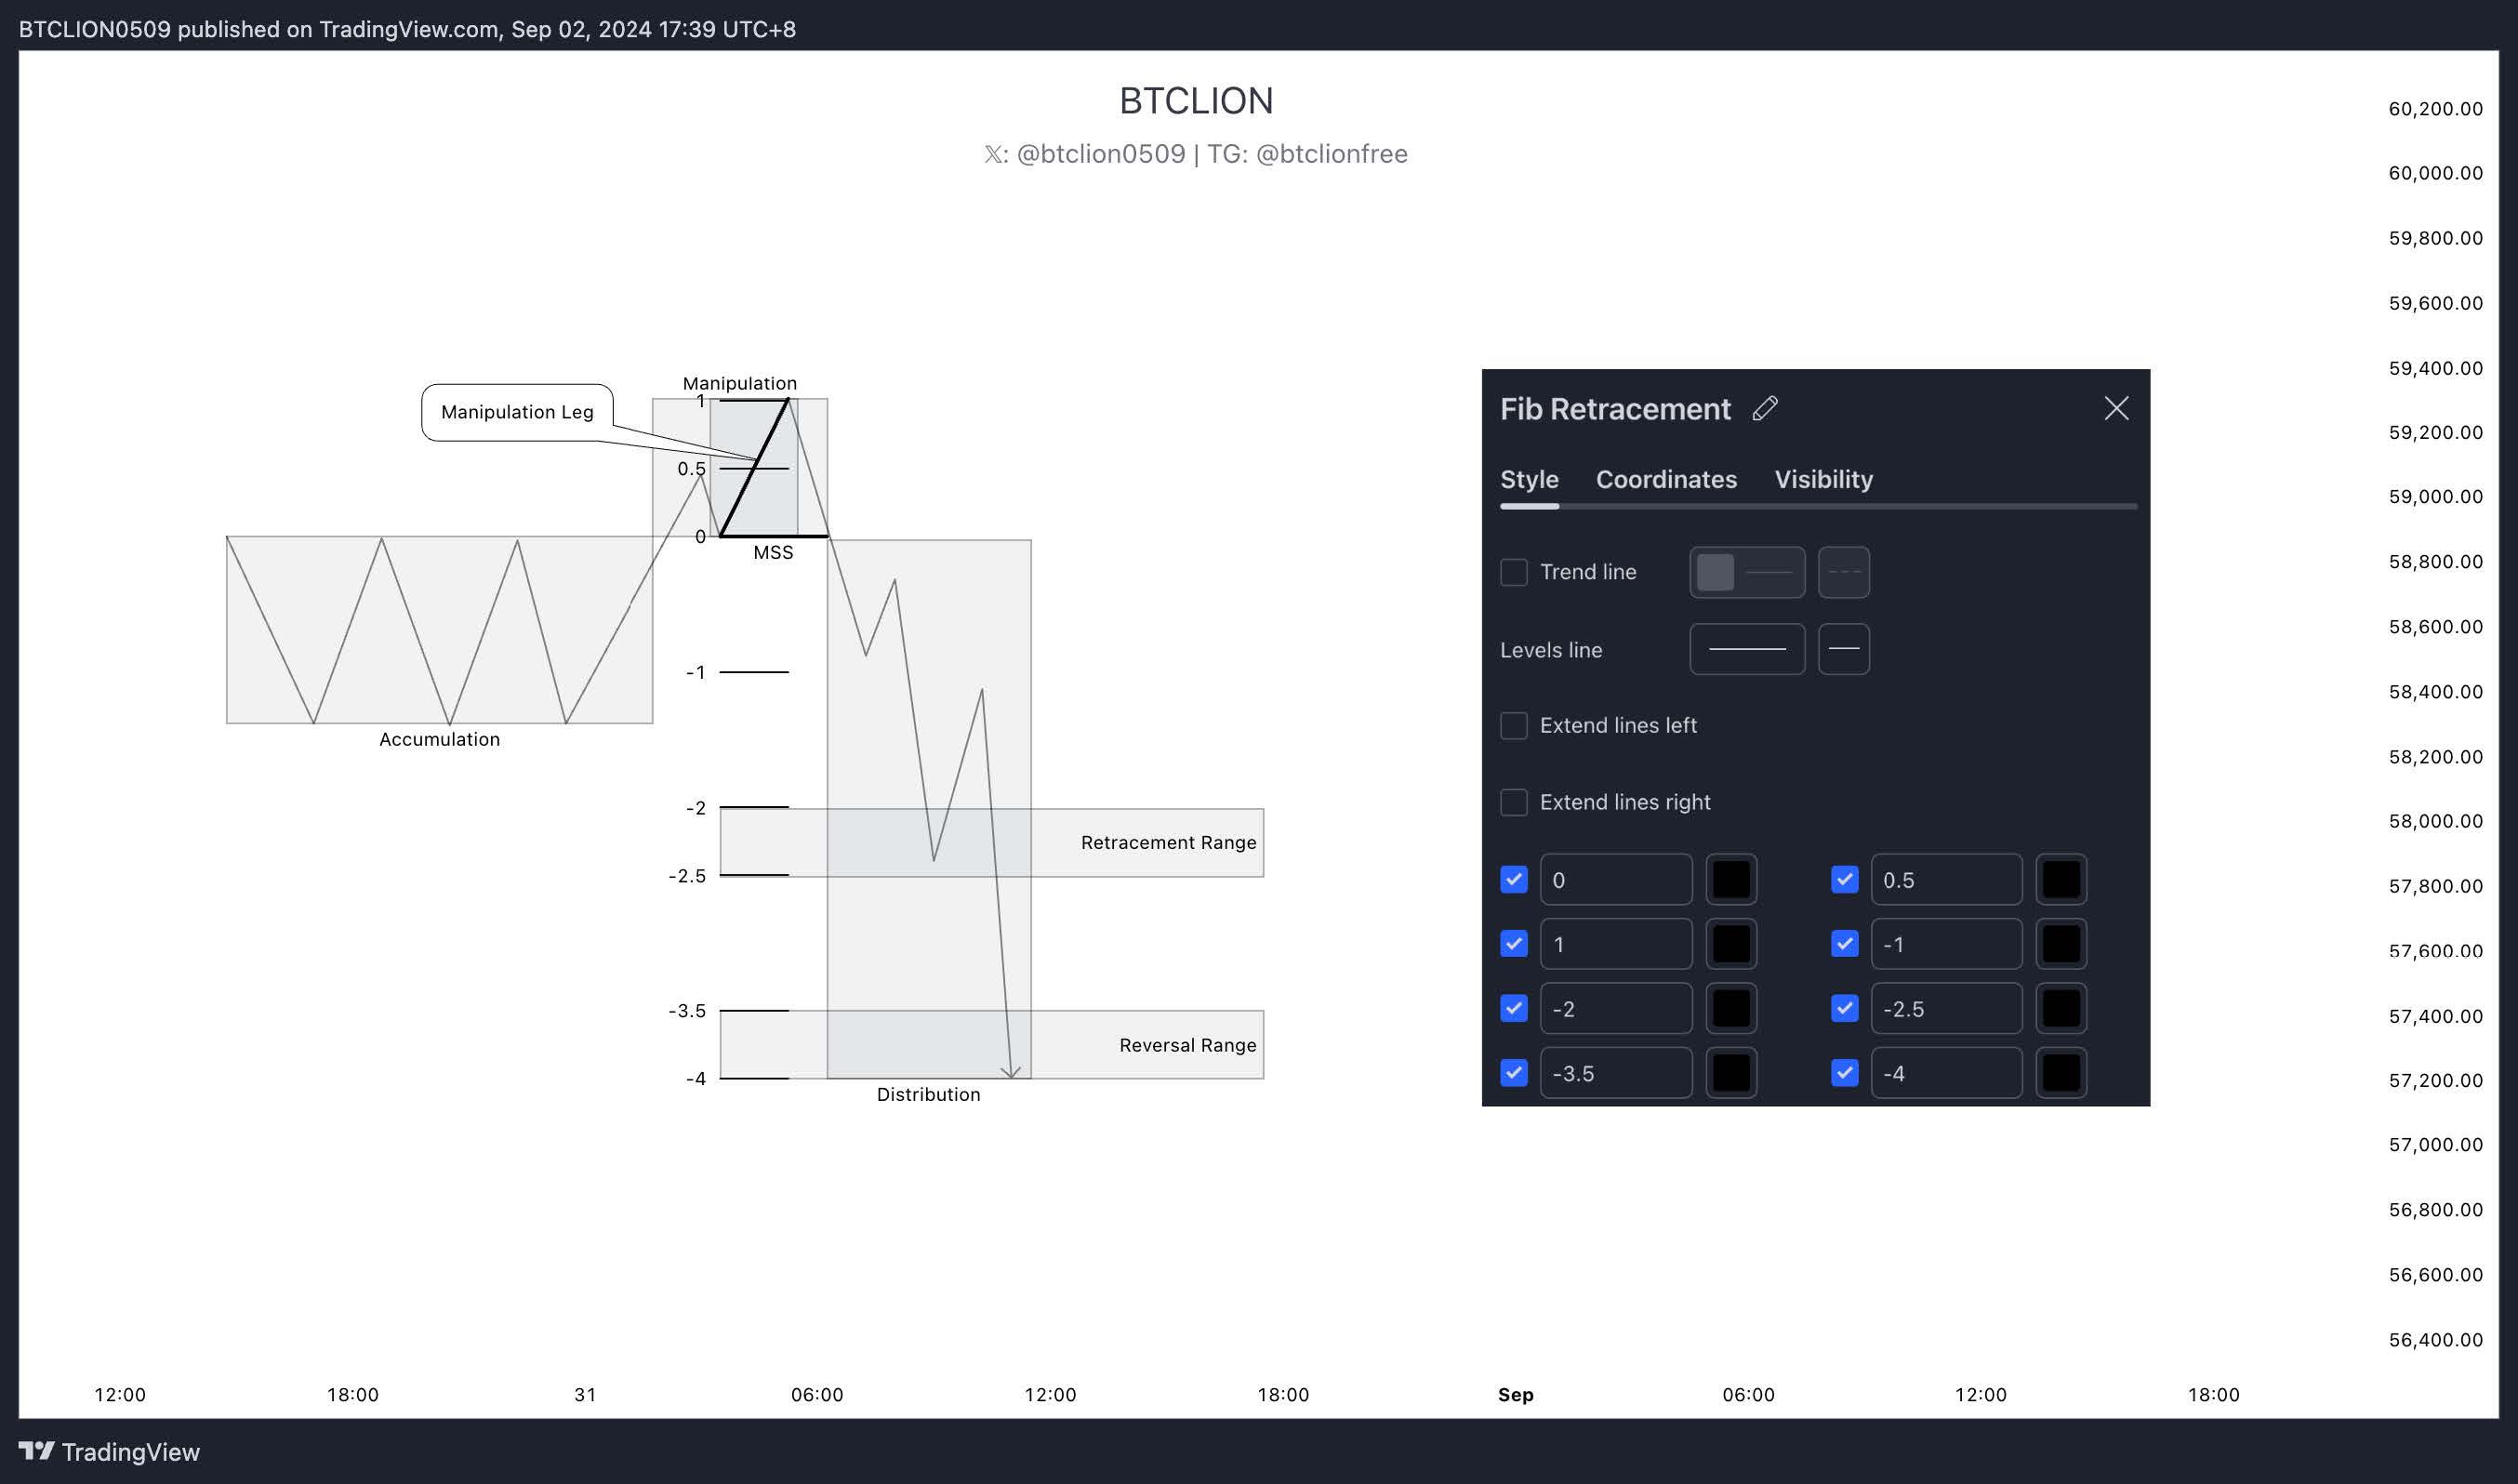 BTCLION0509 published on TradingView.com, Sep 02, 2024 17:39 UTC+8
BTCLION
𝕏: @btclion0509 | TG: @btclionfree
60,200.00
60,000.00
59,800.00
59,600.00
59,400.00
59,200.00
59,000.00
58,800.00
58,600.00
58,400.00
58,200.00
58,000.00
57,800.00
57,600.00
57,400.00
57,200.00
57,000.00
56,800.00
56,600.00
56,400.00
Manipulation
Manipulation Leg
1
0.5
0
MSS
-1
Accumulation
-2
Retracement Range
-2.5
-3.5
Reversal Range
-4
Distribution
Fib Retracement
Style Coordinates Visibility
Trend line
Levels line
Extend lines left
Extend lines right
0 0.5
1 -1
-2 -2.5
-3.5 -4
12:00 18:00 31 06:00 12:00 18:00 Sep 06:00 12:00 18:00
TradingView